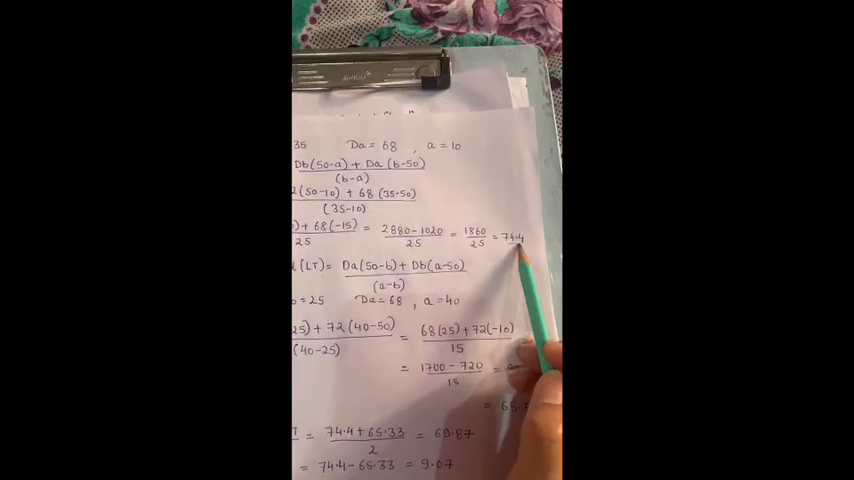 35 Da = 68 , a = 10
Db(50-a) + Da(b-50)
(b-a)
2(50-10) + 68(35-50)
(35-10)
) + 68(-15) = 2880-1020 = 1860 = 74.4
25 25 25
(LT) = Da(50-b) + Db(a-50)
(a-b)
= 25 Da = 68 , a = 40
25) + 72(40-50) = 68(25) + 72(-10)
(40-25) 15
= 1700 - 720 =
15
= 65.3
T = 74.4 + 65.33 = 69.87
2
= 74.4 - 65.33 = 9.07